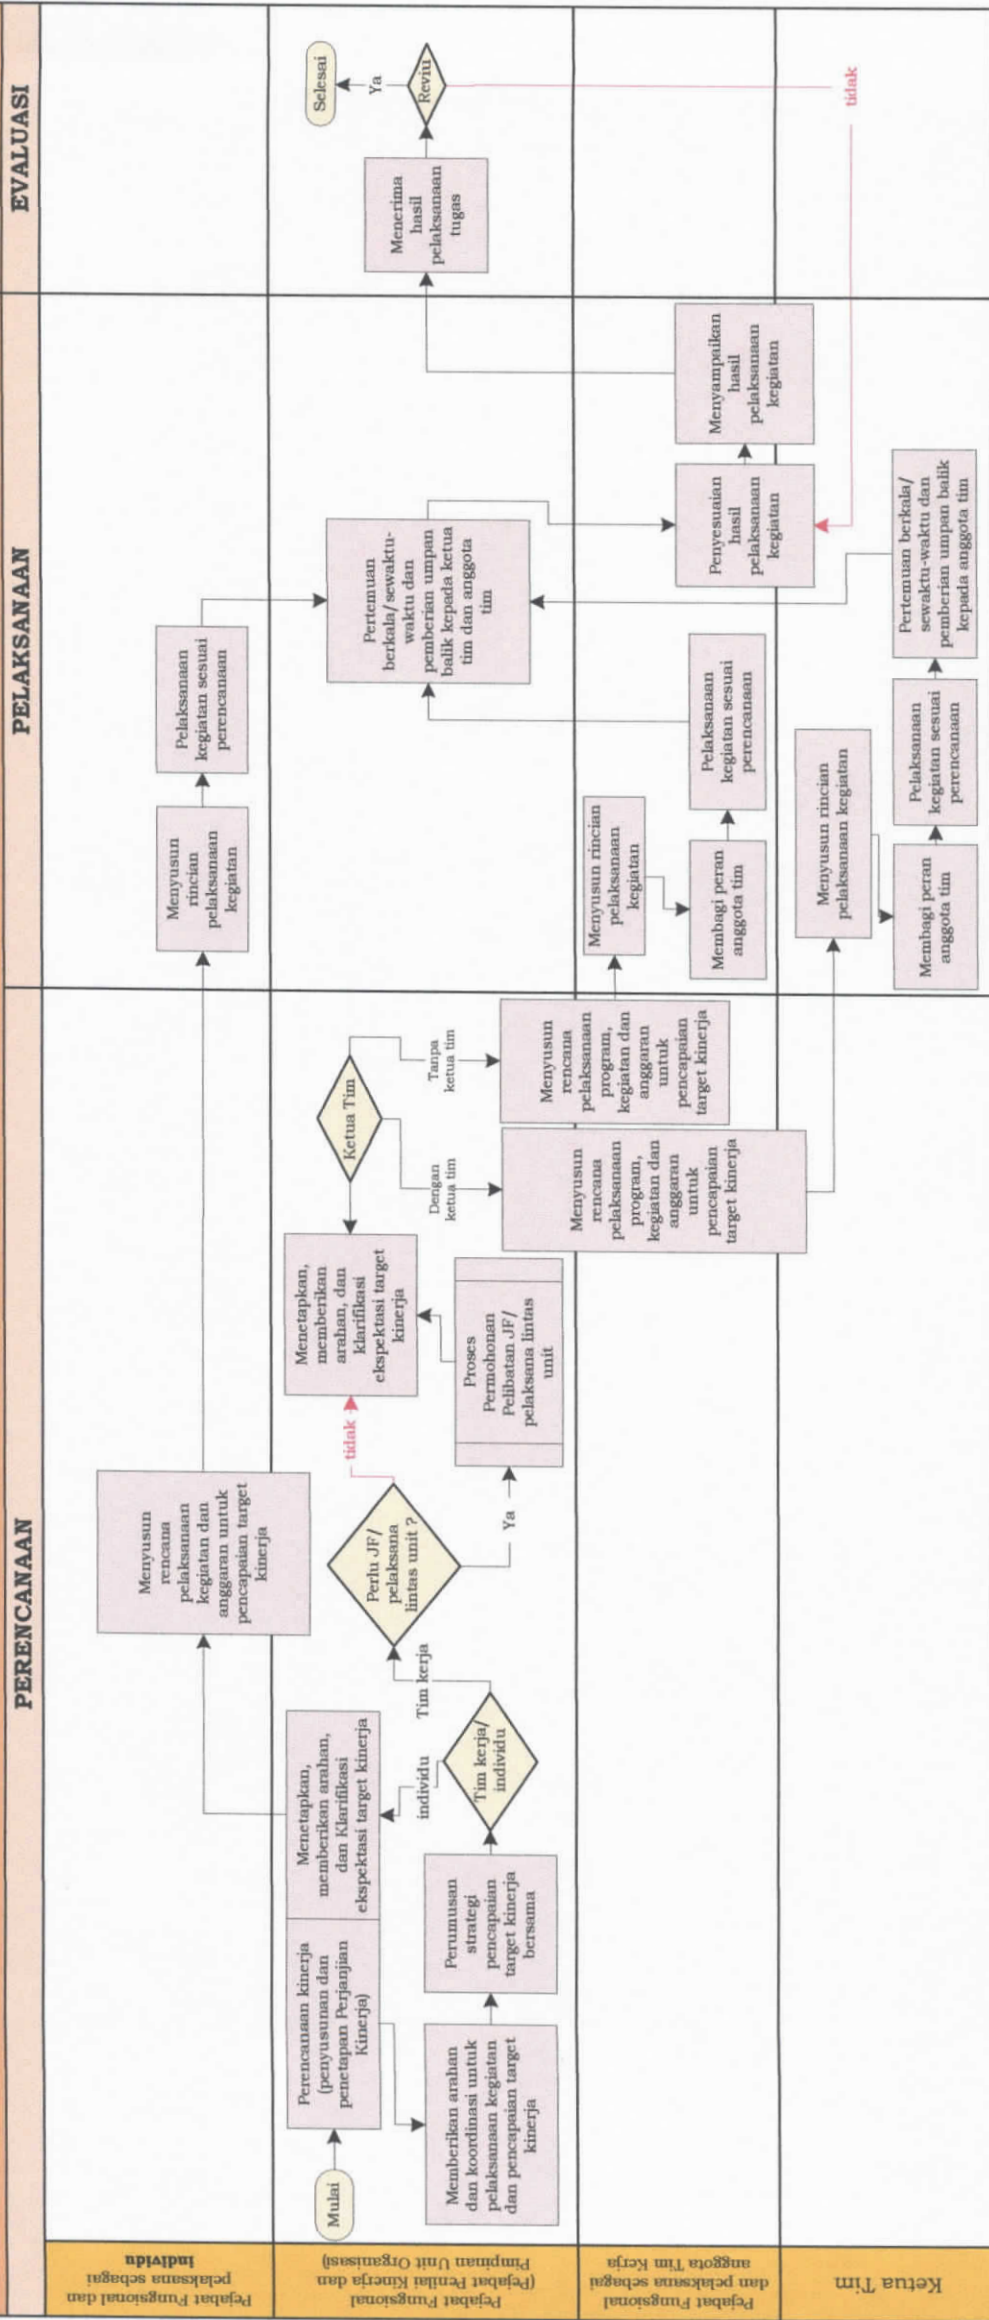 PERENCANAAN
PELAKSANAAN
EVALUASI
Pejabat Fungsional dan
pelaksana sebagai
individu
Menyusun
rencana
pelaksanaan
kegiatan dan
anggaran untuk
pencapaian target
kinerja
Menyusun
rincian
pelaksanaan
kegiatan
Pelaksanaan
kegiatan sesuai
perencanaan
Pejabat Fungsional
(Pejabat Penilai Kinerja dan
Pimpinan Unit Organisasi)
Mulai
Perencanaan kinerja
(penyusunan dan
penetapan Perjanjian
Kinerja)
Memberikan arahan
dan koordinasi untuk
pelaksanaan kegiatan
dan pencapaian target
kinerja
Perumusan
strategi
pencapaian
target kinerja
bersama
Tim kerja/
individu
individu
Tim kerja
Menetapkan,
memberikan arahan,
dan Klarifikasi
ekspektasi target kinerja
Perlu JF/
pelaksana
lintas unit ?
tidak
Ya
Proses
Permohonan
Pelibatan JF/
pelaksana lintas
unit
Menetapkan,
memberikan
arahan, dan
klarifikasi
ekspektasi target
kinerja
Ketua Tim
Dengan
ketua tim
Tanpa
ketua tim
Menyusun
rencana
pelaksanaan
program,
kegiatan dan
anggaran
untuk
pencapaian
target kinerja
Menyusun
rencana
pelaksanaan
program,
kegiatan dan
anggaran
untuk
pencapaian
target kinerja
Pertemuan
berkala/sewaktu-
waktu dan
pemberian umpan
balik kepada ketua
tim dan anggota
tim
Menerima
hasil
pelaksanaan
tugas
Reviu
Ya
Selesai
tidak
Pejabat Fungsional
dan pelaksana sebagai
anggota Tim Kerja
Menyusun rincian
pelaksanaan
kegiatan
Membagi peran
anggota tim
Pelaksanaan
kegiatan sesuai
perencanaan
Penyesuaian
hasil
pelaksanaan
kegiatan
Menyampaikan
hasil
pelaksanaan
kegiatan
Ketua Tim
Menyusun rincian
pelaksanaan kegiatan
Membagi peran
anggota tim
Pelaksanaan
kegiatan sesuai
perencanaan
Pertemuan berkala/
sewaktu-waktu dan
pemberian umpan balik
kepada anggota tim